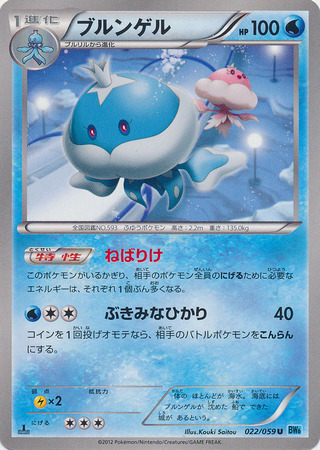 1進化
ブルンゲル
プルリルから進化
HP 100
全国図鑑NO.593 ふゆうポケモン 高さ:2.2m 重さ:135.0kg
とくせい
特性 ねばりけ
このポケモンがいるかぎり、相手のポケモン全員のにげるために必要な
エネルギーは、それぞれ1個ぶん多くなる。
ぶきみなひかり 40
コインを1回投げオモテなら、相手のバトルポケモンをこんらん
にする。
弱点 抵抗力
×2
にげる
体の ほとんどが 海水。海底には
ブルンゲルが 沈めた 船で できた
城が あるという。
Illus.Kouki Saitou
022/059 U BW6
©2012 Pokémon/Nintendo/Creatures/GAME FREAK.